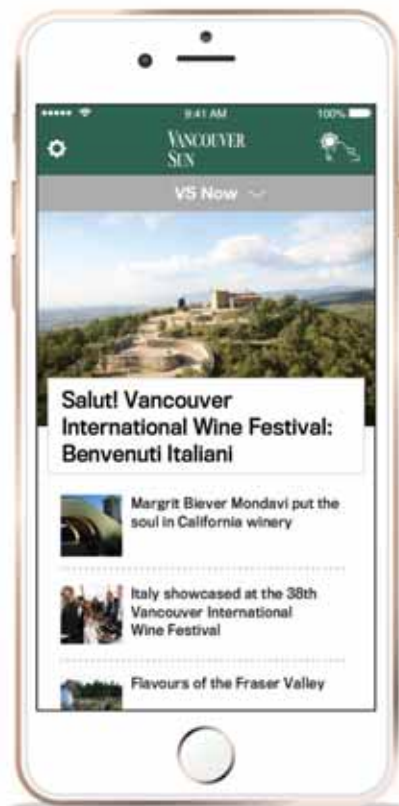 9:41 AM
100%
VANCOUVER
SUN
VS Now
Salut! Vancouver
International Wine Festival:
Benvenuti Italiani
Margrit Biever Mondavi put the
soul in California winery
Italy showcased at the 38th
Vancouver International
Wine Festival
Flavours of the Fraser Valley